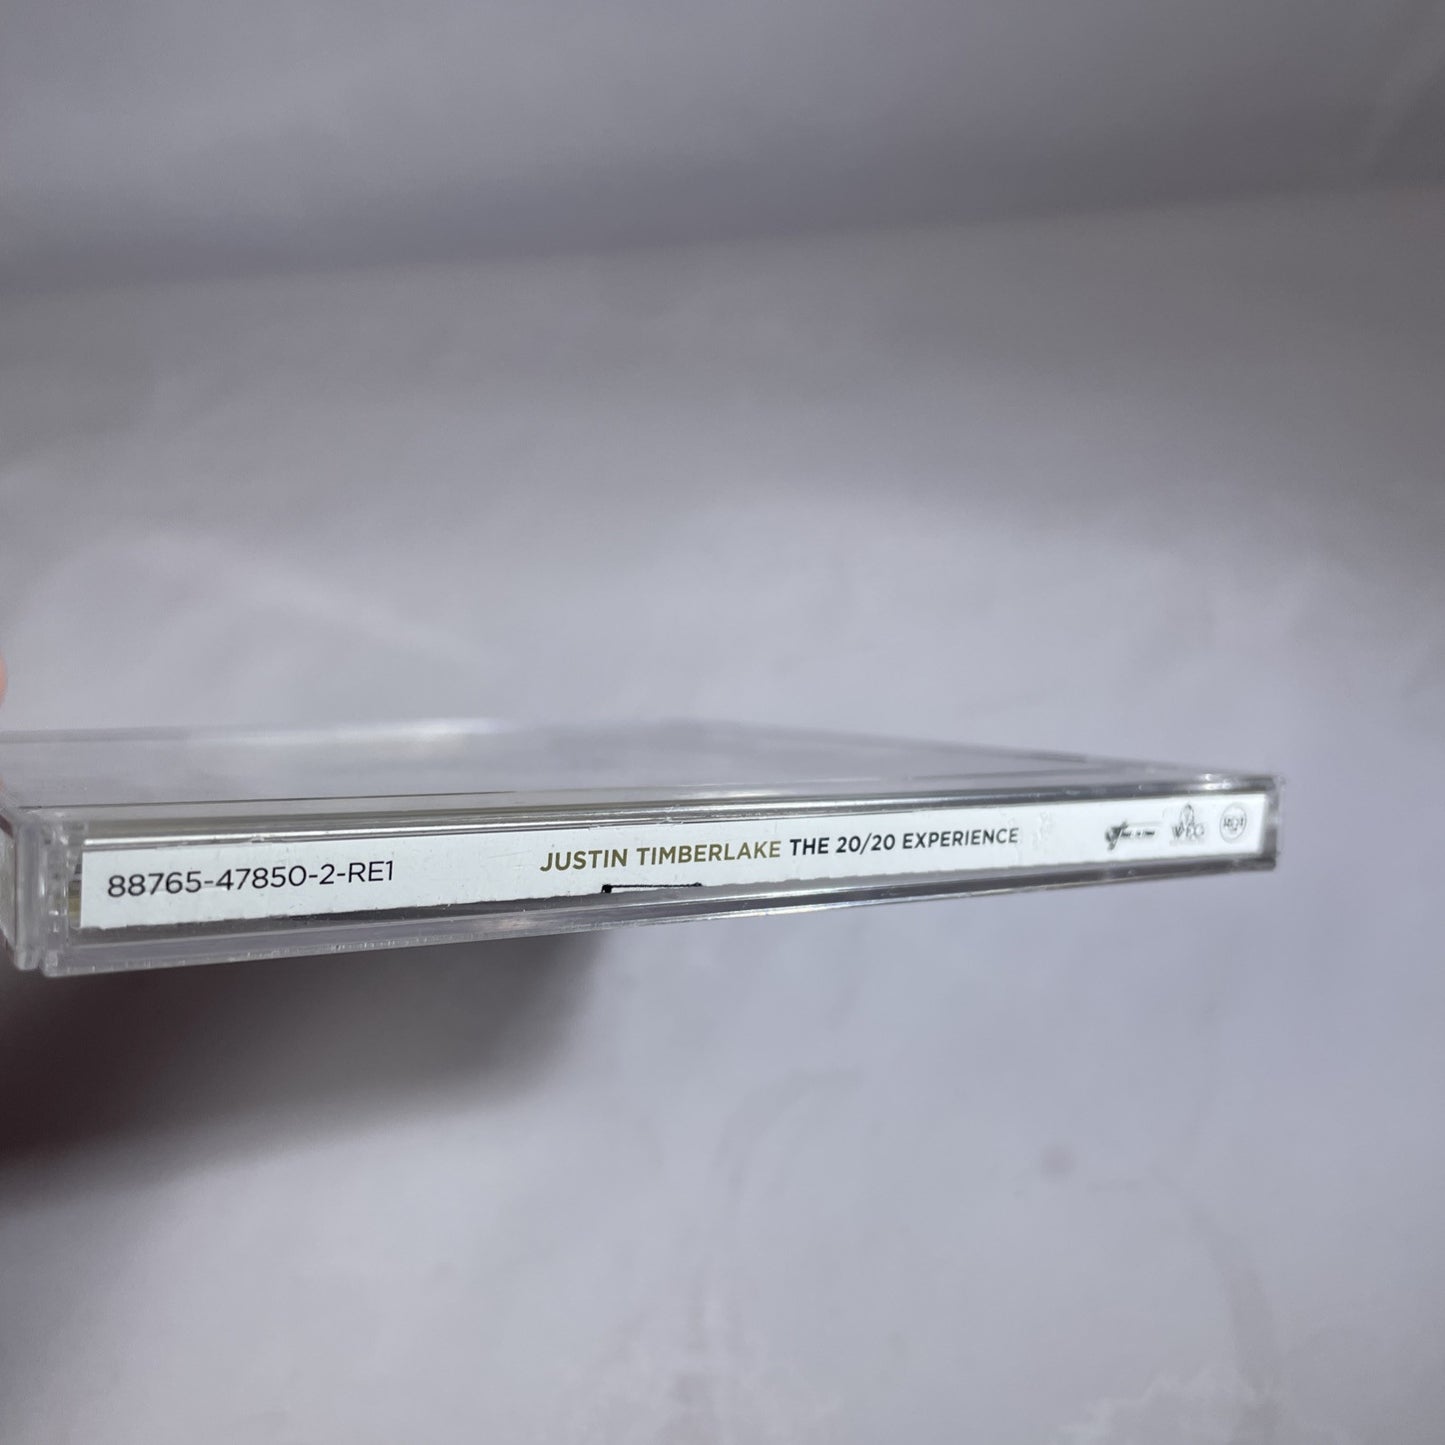 88765-47850-2-RE1 JUSTIN TIMBERLAKE THE 20/20 EXPERIENCE